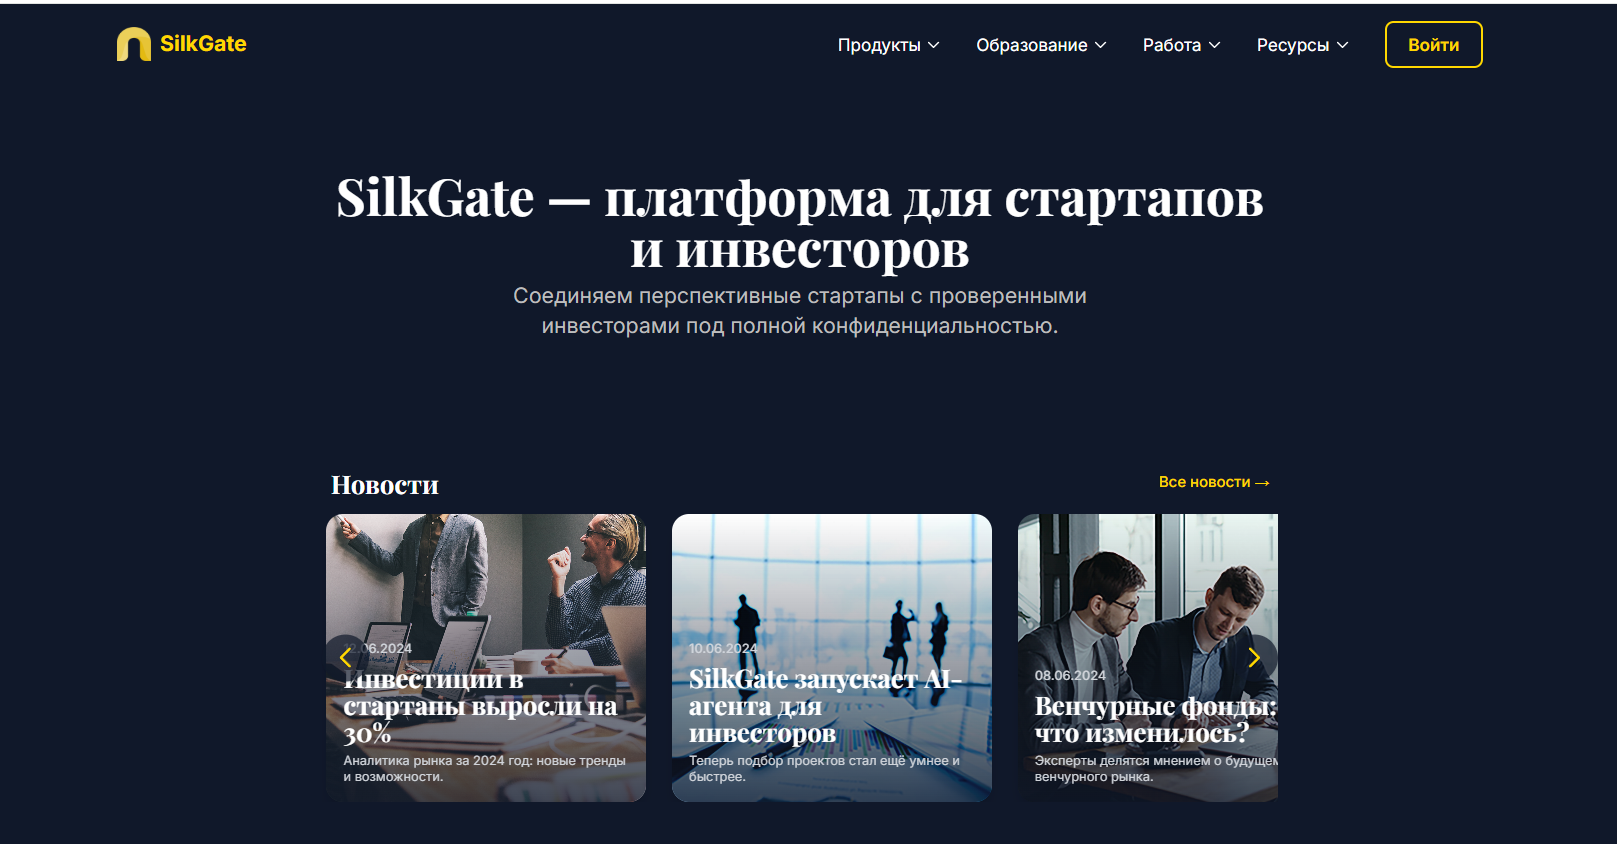 SilkGate
Продукты
Образование
Работа
Ресурсы
Войти
SilkGate — платформа для стартапов
и инвесторов
Соединяем перспективные стартапы с проверенными
инвесторами под полной конфиденциальностью.
Новости
Все новости →
12.06.2024
Инвестиции в
стартапы выросли на
30%
Аналитика рынка за 2024 год: новые тренды
и возможности.
10.06.2024
SilkGate запускает AI-
агента для
инвесторов
Теперь подбор проектов стал ещё умнее и
быстрее.
08.06.2024
Венчурные фонды:
что изменилось?
Эксперты делятся мнением о будущем
венчурного рынка.